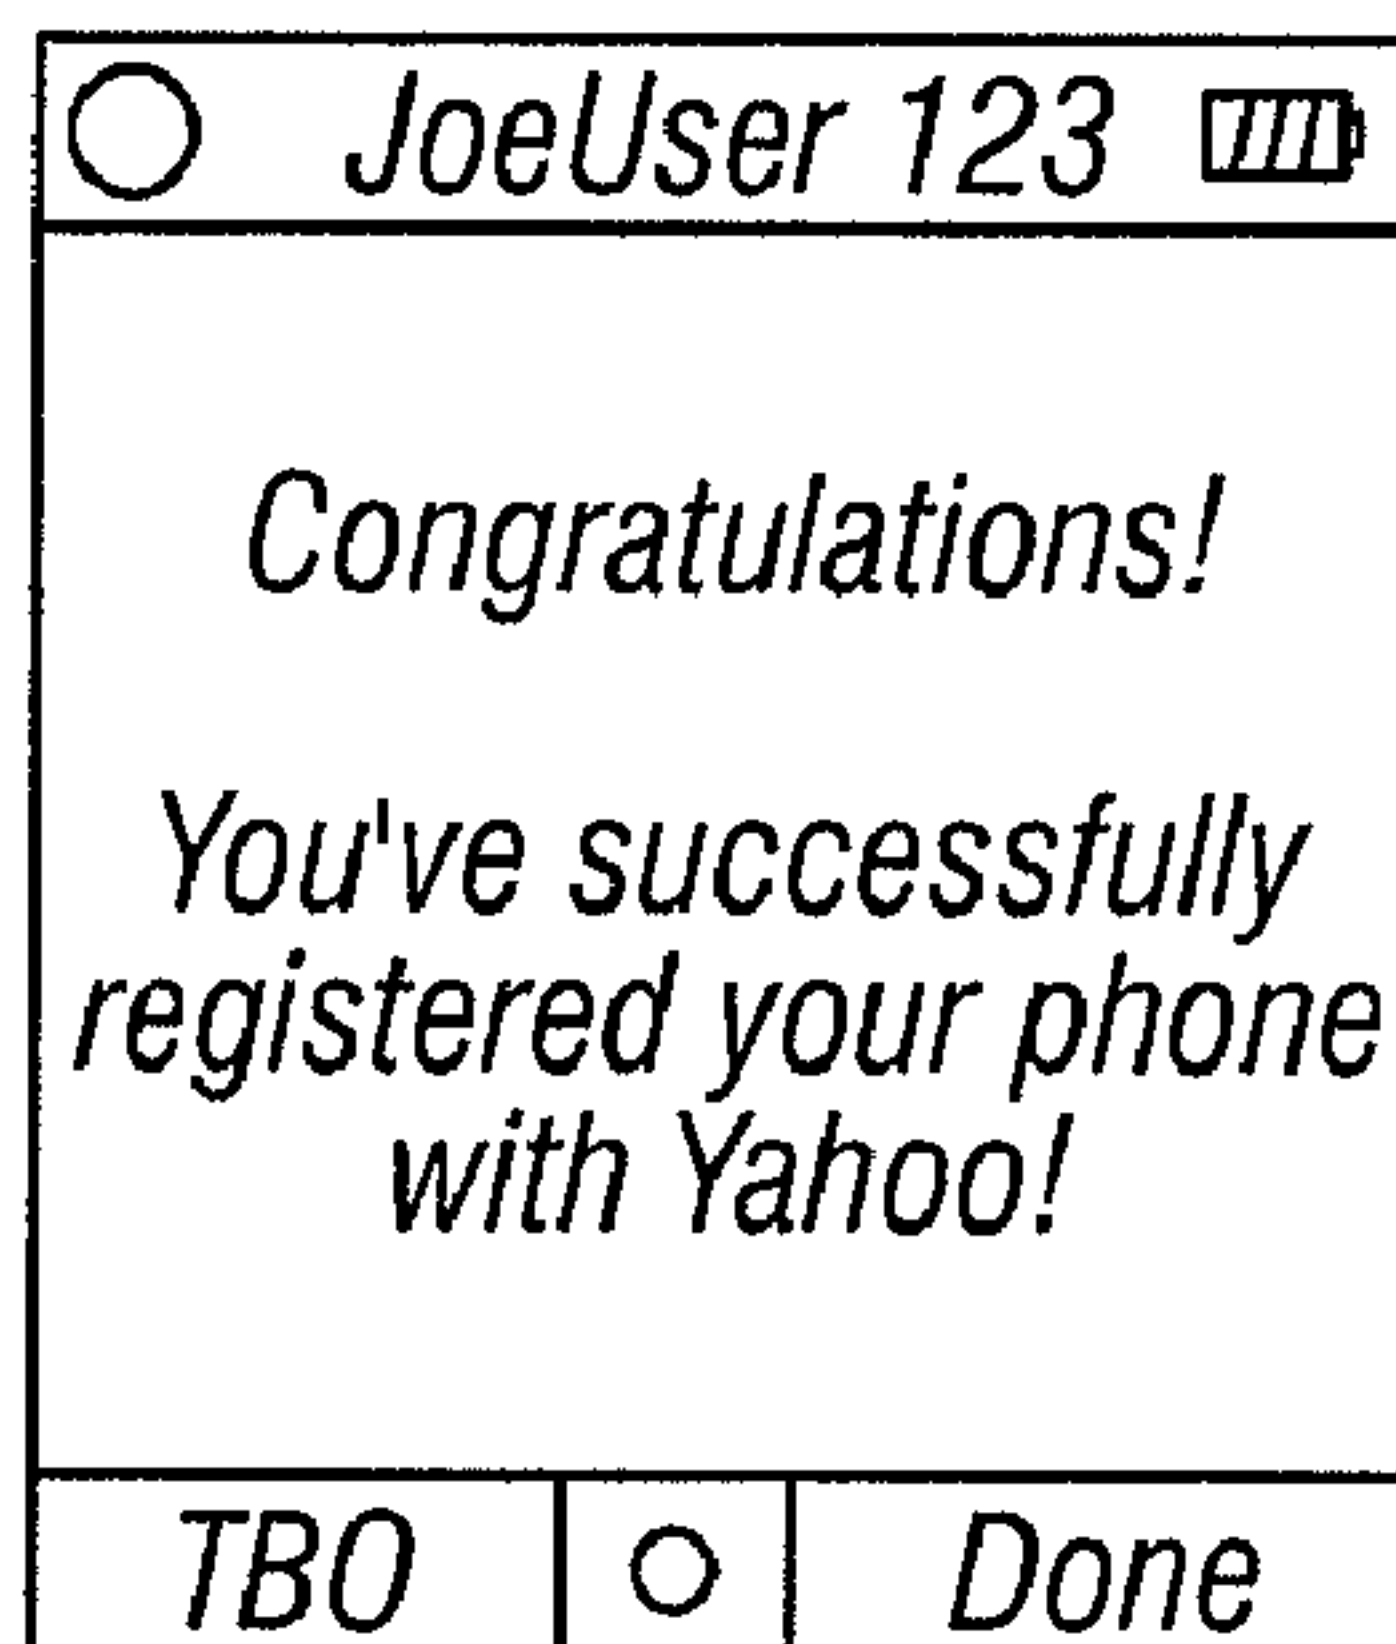 JoeUser 123
Congratulations!
You've successfully
registered your phone
with Yahoo!
TBO Done